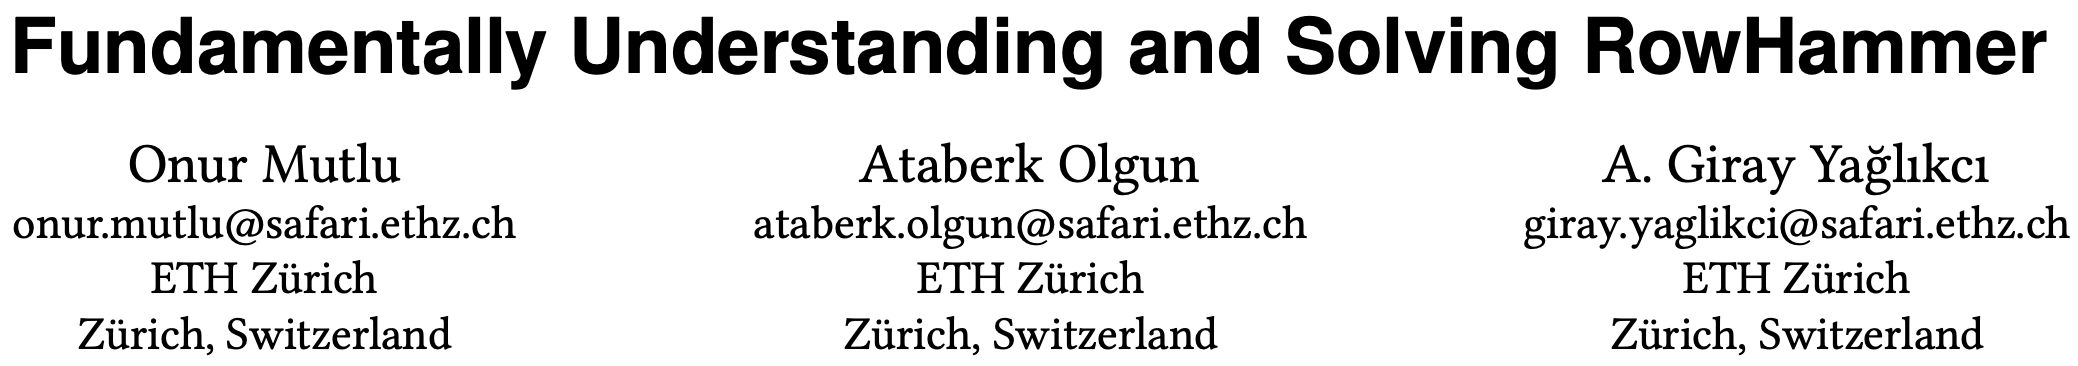 Fundamentally Understanding and Solving RowHammer
Onur Mutlu
onur.mutlu@safari.ethz.ch
ETH Zürich
Zürich, Switzerland
Ataberk Olgun
ataberk.olgun@safari.ethz.ch
ETH Zürich
Zürich, Switzerland
A. Giray Yağlıkcı
giray.yaglikci@safari.ethz.ch
ETH Zürich
Zürich, Switzerland